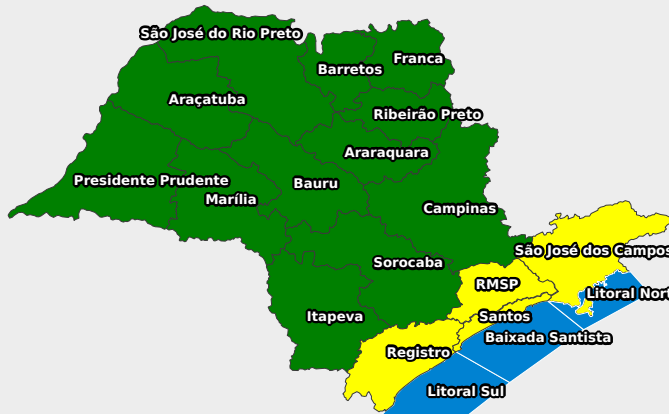 São José do Rio Preto
Franca
Barretos
Araçatuba
Ribeirão Preto
Araraquara
Presidente Prudente
Bauru
Marília
Campinas
São José dos Campos
Sorocaba
RMSP
Litoral Nort
Itapeva
Santos
Baixada Santista
Registro
Litoral Sul